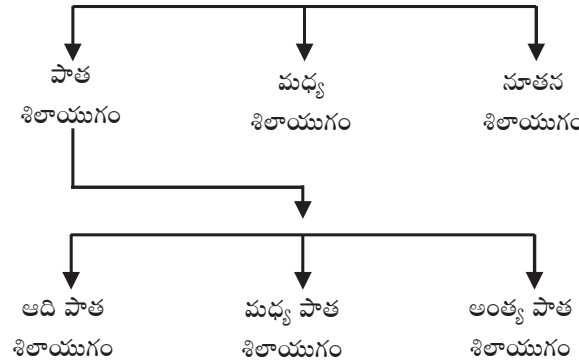 పాత
శిలాయుగం
మధ్య
శిలాయుగం
నూతన
శిలాయుగం
ఆది పాత
శిలాయుగం
మధ్య పాత
శిలాయుగం
అంత్య పాత
శిలాయుగం